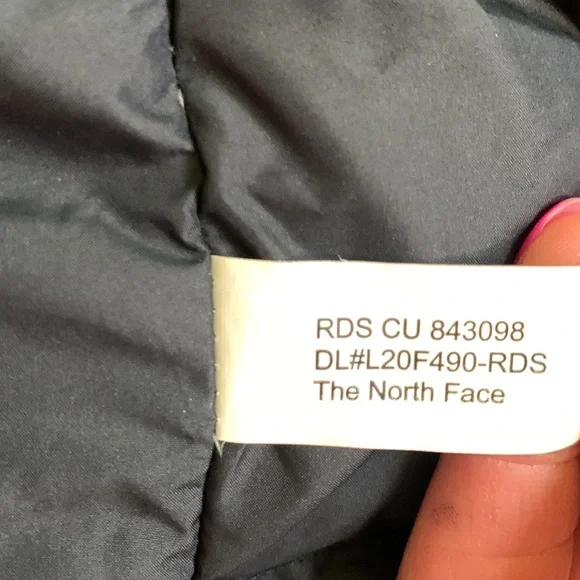 RDS CU 843098
DL#L20F490-RDS
The North Face